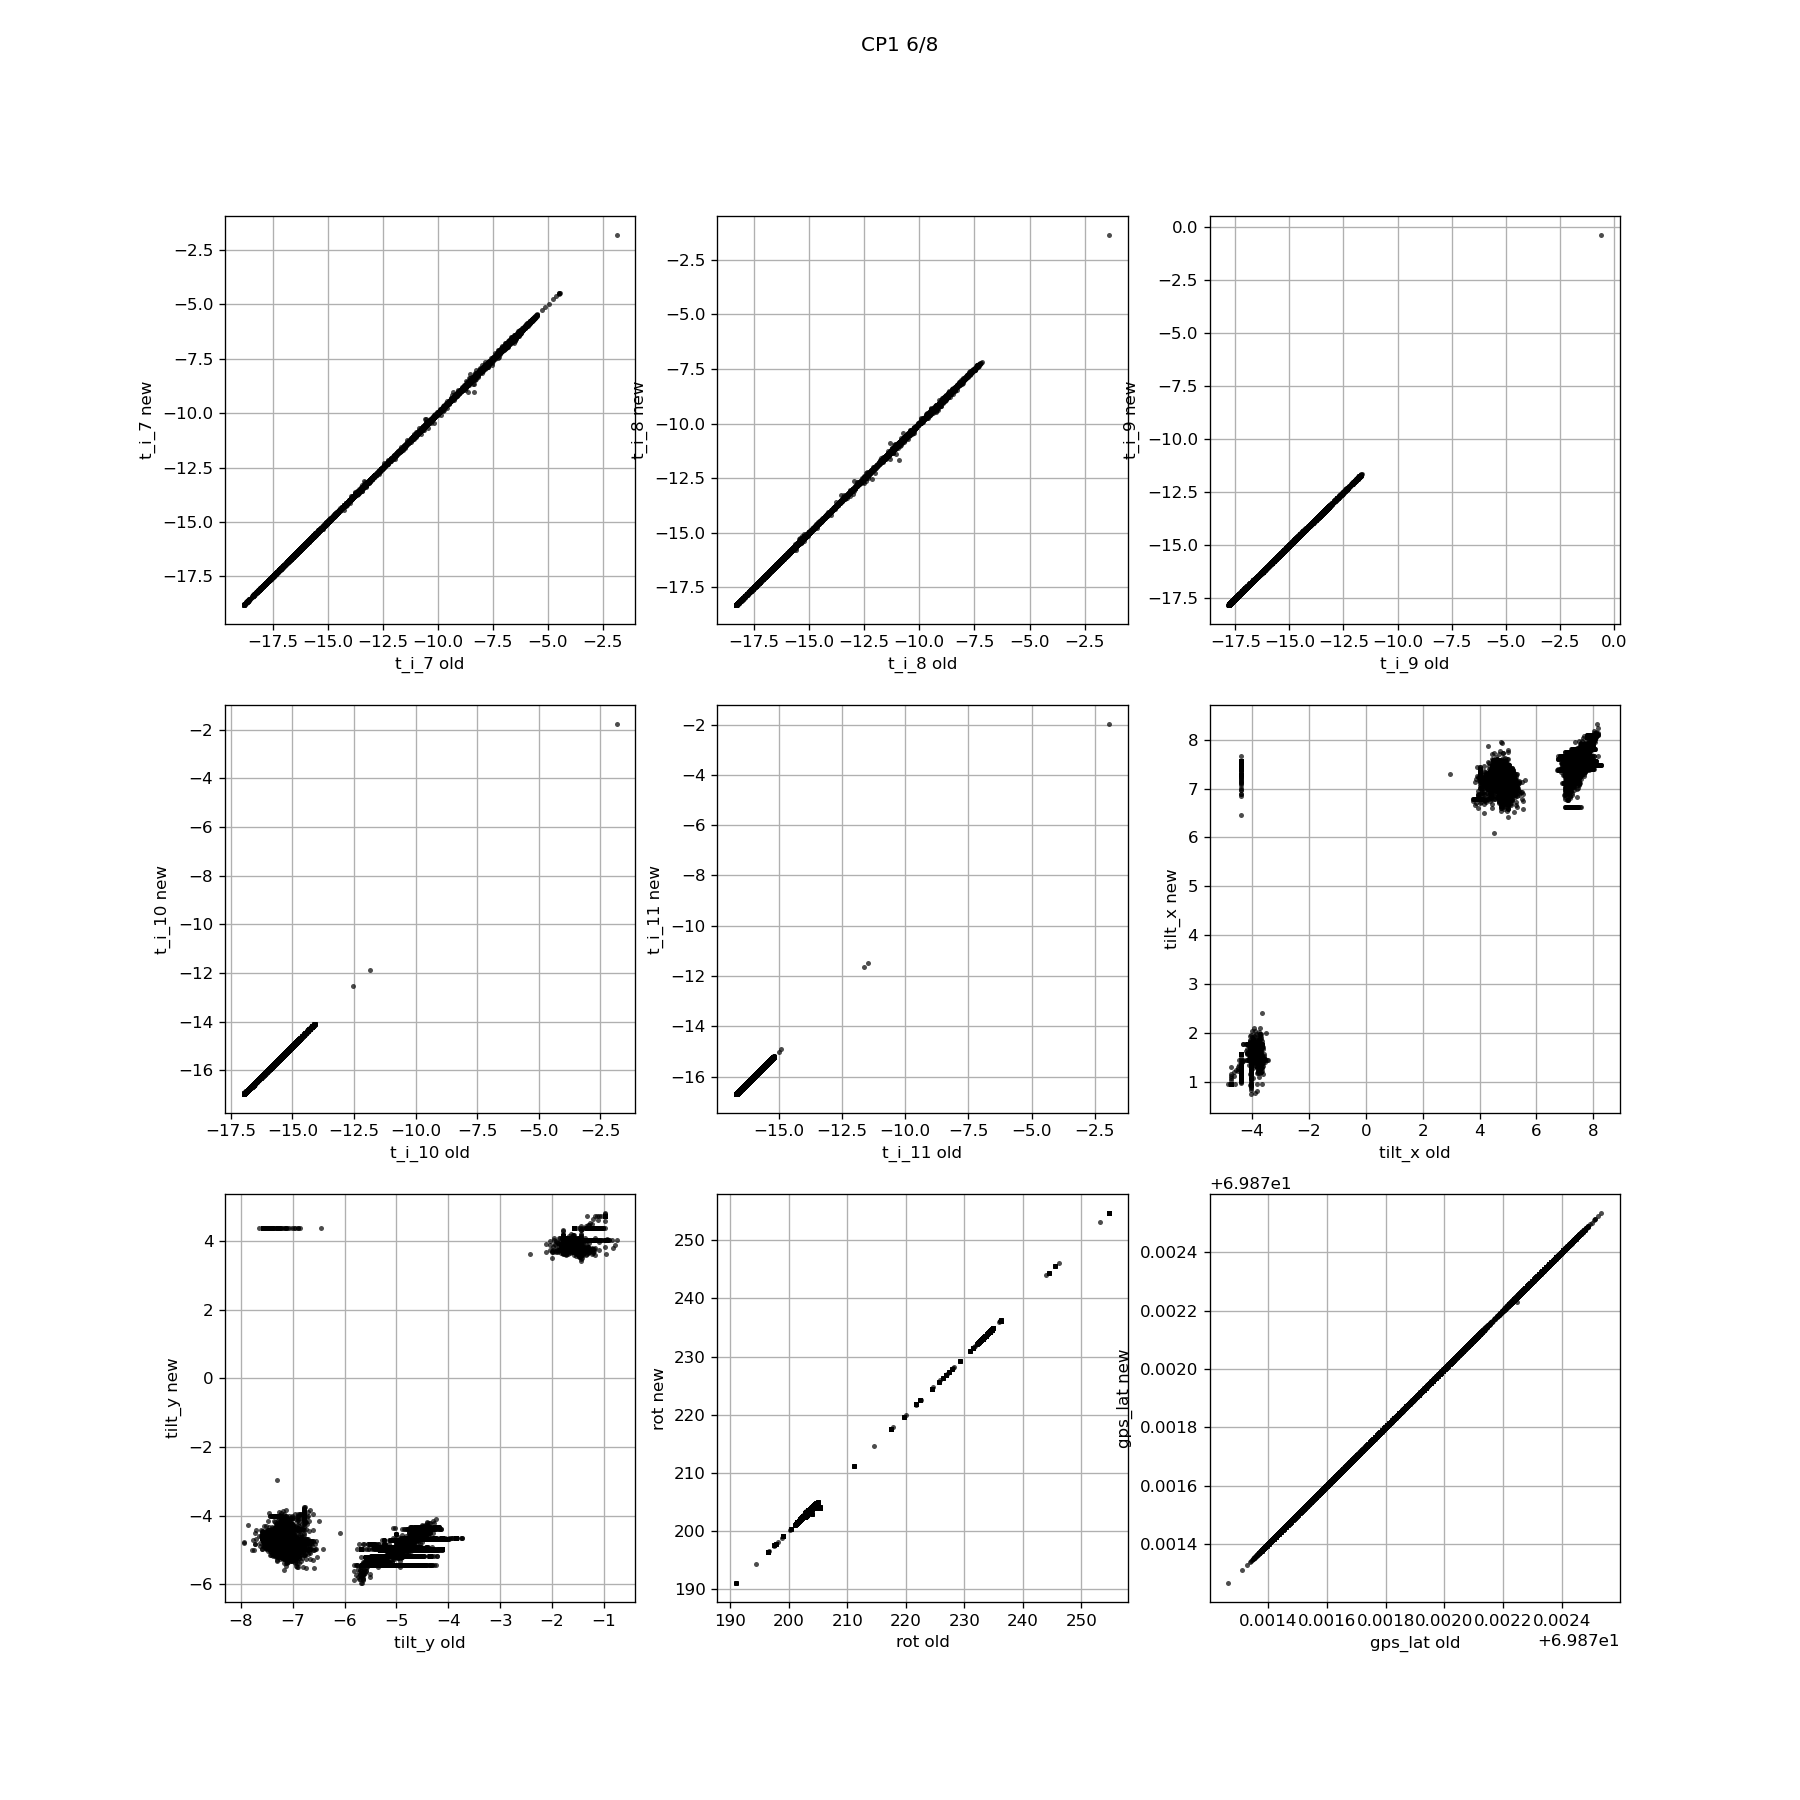 CP1 6/8
−2.5
−5.0
−7.5
−10.0
−12.5
−15.0
−17.5
t_i_7 new
−17.5 −15.0 −12.5 −10.0 −7.5 −5.0 −2.5
t_i_7 old
−2.5
−5.0
−7.5
−10.0
−12.5
−15.0
−17.5
t_i_8 new
−17.5 −15.0 −12.5 −10.0 −7.5 −5.0 −2.5
t_i_8 old
0.0
−2.5
−5.0
−7.5
−10.0
−12.5
−15.0
−17.5
t_i_9 new
−17.5 −15.0 −12.5 −10.0 −7.5 −5.0 −2.5 0.0
t_i_9 old
−2
−4
−6
−8
−10
−12
−14
−16
t_i_10 new
−17.5 −15.0 −12.5 −10.0 −7.5 −5.0 −2.5
t_i_10 old
−2
−4
−6
−8
−10
−12
−14
−16
t_i_11 new
−15.0 −12.5 −10.0 −7.5 −5.0 −2.5
t_i_11 old
8
7
6
5
4
3
2
1
tilt_x new
−4 −2 0 2 4 6 8
tilt_x old
4
2
0
−2
−4
−6
tilt_y new
−8 −7 −6 −5 −4 −3 −2 −1
tilt_y old
250
240
230
220
210
200
190
rot new
190 200 210 220 230 240 250
rot old
+6.987e1
0.0024
0.0022
0.0020
0.0018
0.0016
0.0014
gps_lat new
0.0014 0.0016 0.0018 0.0020 0.0022 0.0024
gps_lat old
+6.987e1